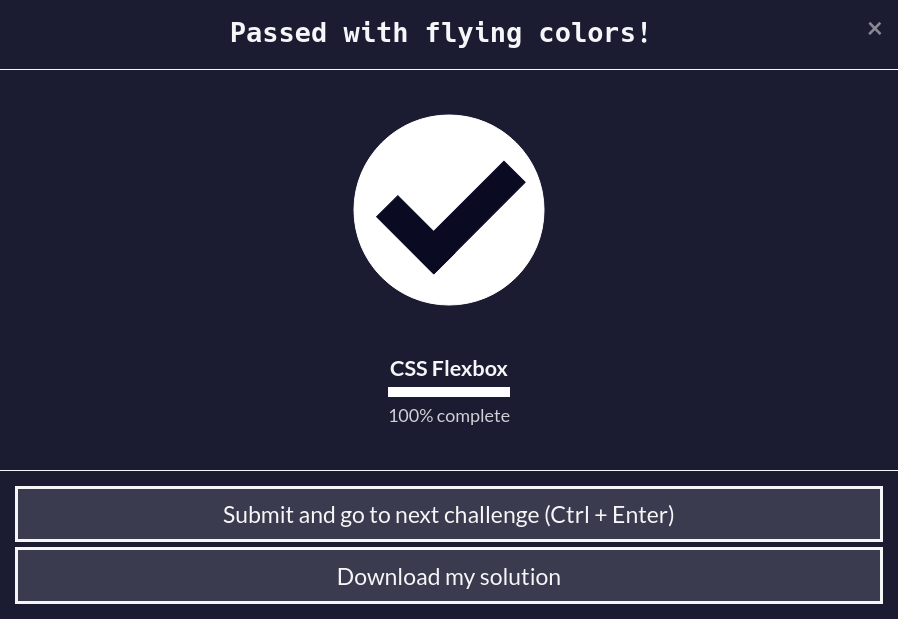 Passed with flying colors!
×
CSS Flexbox
100% complete
Submit and go to next challenge (Ctrl + Enter)
Download my solution